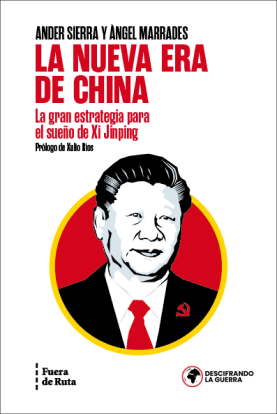 ANDER SIERRA Y ÀNGEL MARRADES
LA NUEVA ERA
DE CHINA
La gran estrategia para
el sueño de Xi Jinping
Prólogo de Xulio Ríos
Fuera
de Ruta
DESCIFRANDO
LA GUERRA